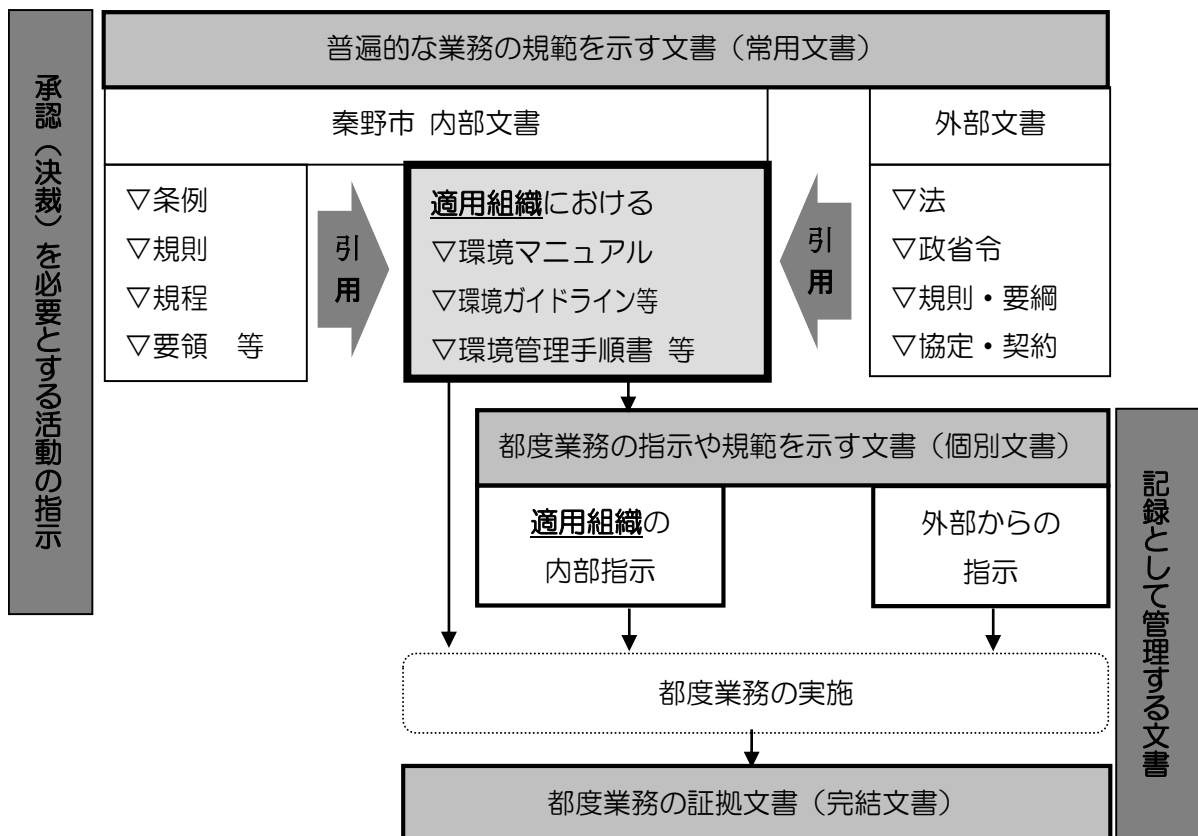 承認（決裁）を必要とする活動の指示
普遍的な業務の規範を示す文書（常用文書）
秦野市 内部文書
外部文書
▽条例
▽規則
▽規程
▽要領　等
引用
適用組織における
▽環境マニュアル
▽環境ガイドライン等
▽環境管理手順書 等
引用
▽法
▽政省令
▽規則・要綱
▽協定・契約
都度業務の指示や規範を示す文書（個別文書）
適用組織の
内部指示
外部からの
指示
記録として管理する文書
都度業務の実施
都度業務の証拠文書（完結文書）